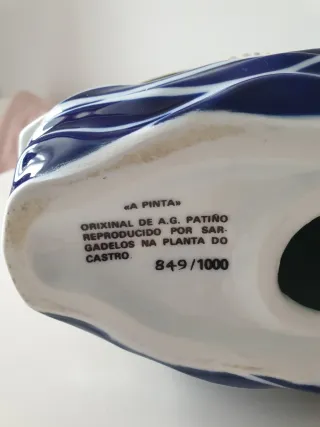 «A PINTA»
ORIXINAL DE A.G. PATIÑO
REPRODUCIDO POR SAR-
GADELOS NA PLANTA DO
CASTRO
849/1000